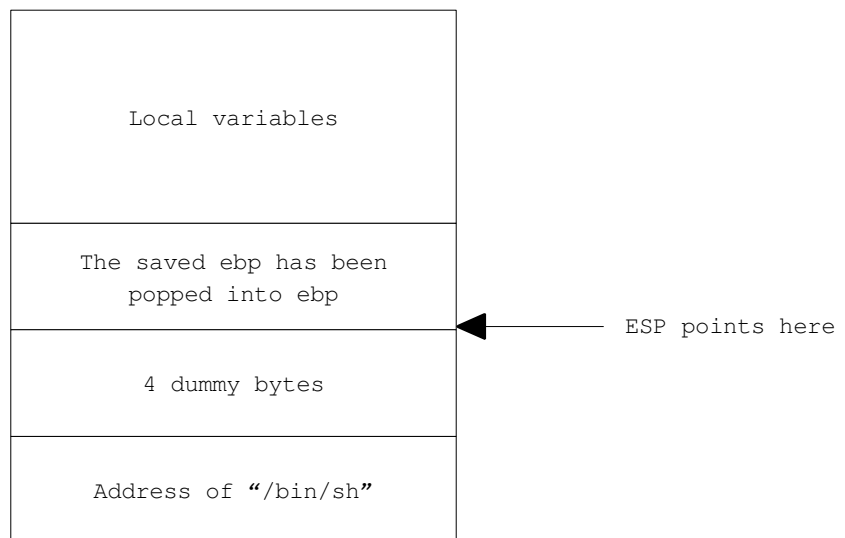 Local variables
The saved ebp has been
popped into ebp
ESP points here
4 dummy bytes
Address of “/bin/sh”